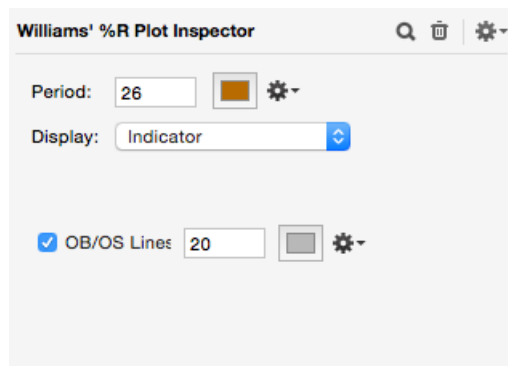 Williams' %R Plot Inspector
Period: 26
Display: Indicator
OB/OS Lines 20